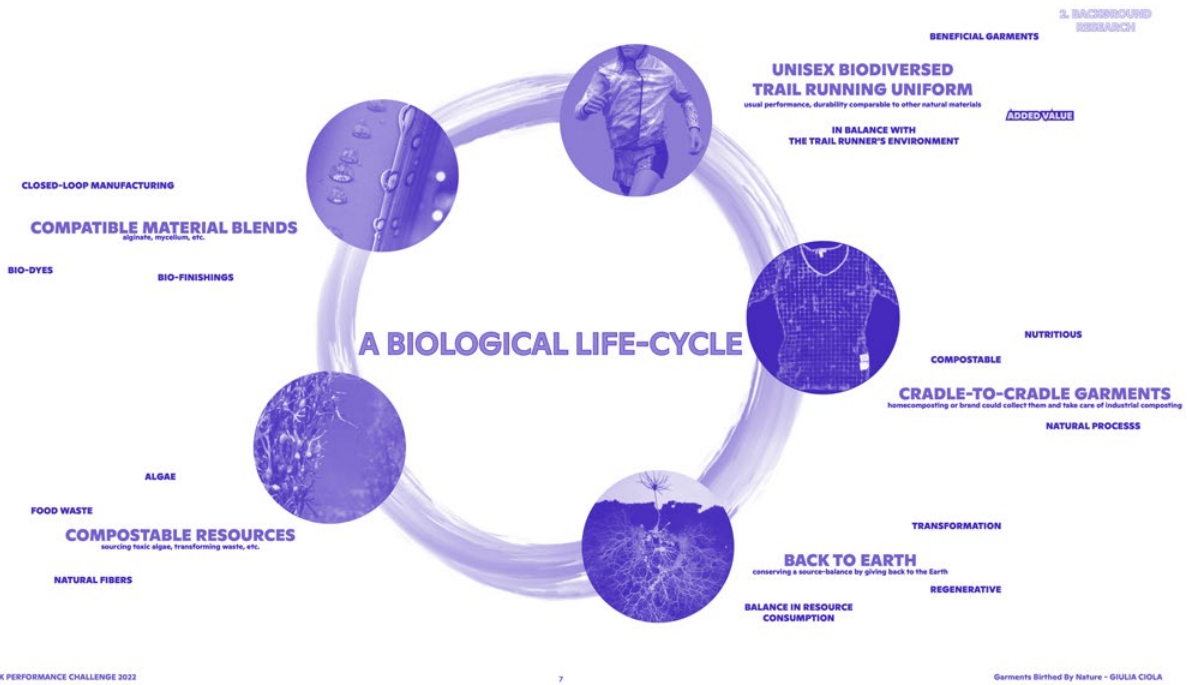 2. BACKGROUND
RESEARCH
BENEFICIAL GARMENTS
UNISEX BIODIVERSED
TRAIL RUNNING UNIFORM
usual performance, durability comparable to other natural materials
ADDED VALUE
IN BALANCE WITH
THE TRAIL RUNNER'S ENVIRONMENT
CLOSED-LOOP MANUFACTURING
COMPATIBLE MATERIAL BLENDS
alginate, mycelium, etc.
BIO-DYES
BIO-FINISHINGS
A BIOLOGICAL LIFE-CYCLE
NUTRITIOUS
COMPOSTABLE
CRADLE-TO-CRADLE GARMENTS
homecomposting or brand could collect them and take care of industrial composting
NATURAL PROCESSS
ALGAE
FOOD WASTE
COMPOSTABLE RESOURCES
sourcing toxic algae, transforming waste, etc.
NATURAL FIBERS
TRANSFORMATION
BACK TO EARTH
conserving a source-balance by giving back to the Earth
REGENERATIVE
BALANCE IN RESOURCE
CONSUMPTION
K PERFORMANCE CHALLENGE 2022
7
Garments Birthed By Nature - GIULIA CIOLA